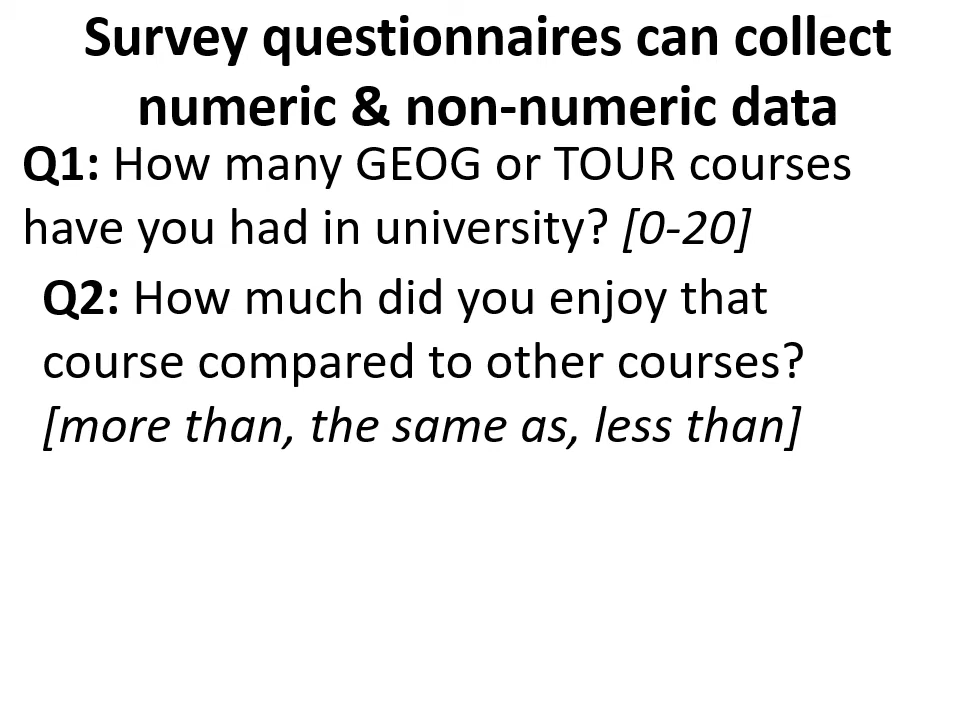 Survey questionnaires can collect
numeric & non-numeric data
Q1: How many GEOG or TOUR courses
have you had in university? [0-20]
Q2: How much did you enjoy that
course compared to other courses?
[more than, the same as, less than]